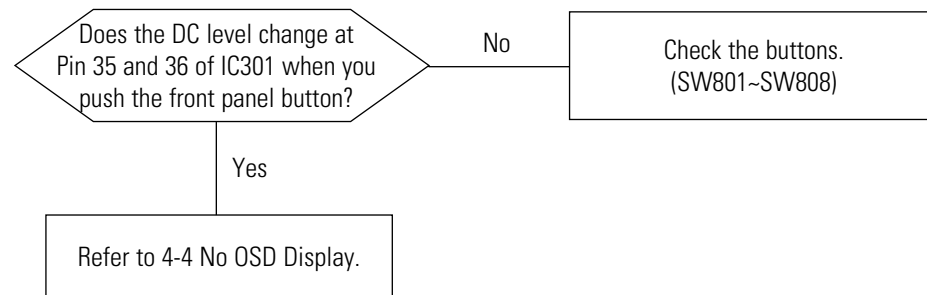 Does the DC level change at
Pin 35 and 36 of IC301 when you
push the front panel button?
No
Check the buttons.
(SW801~SW808)
Yes
Refer to 4-4 No OSD Display.